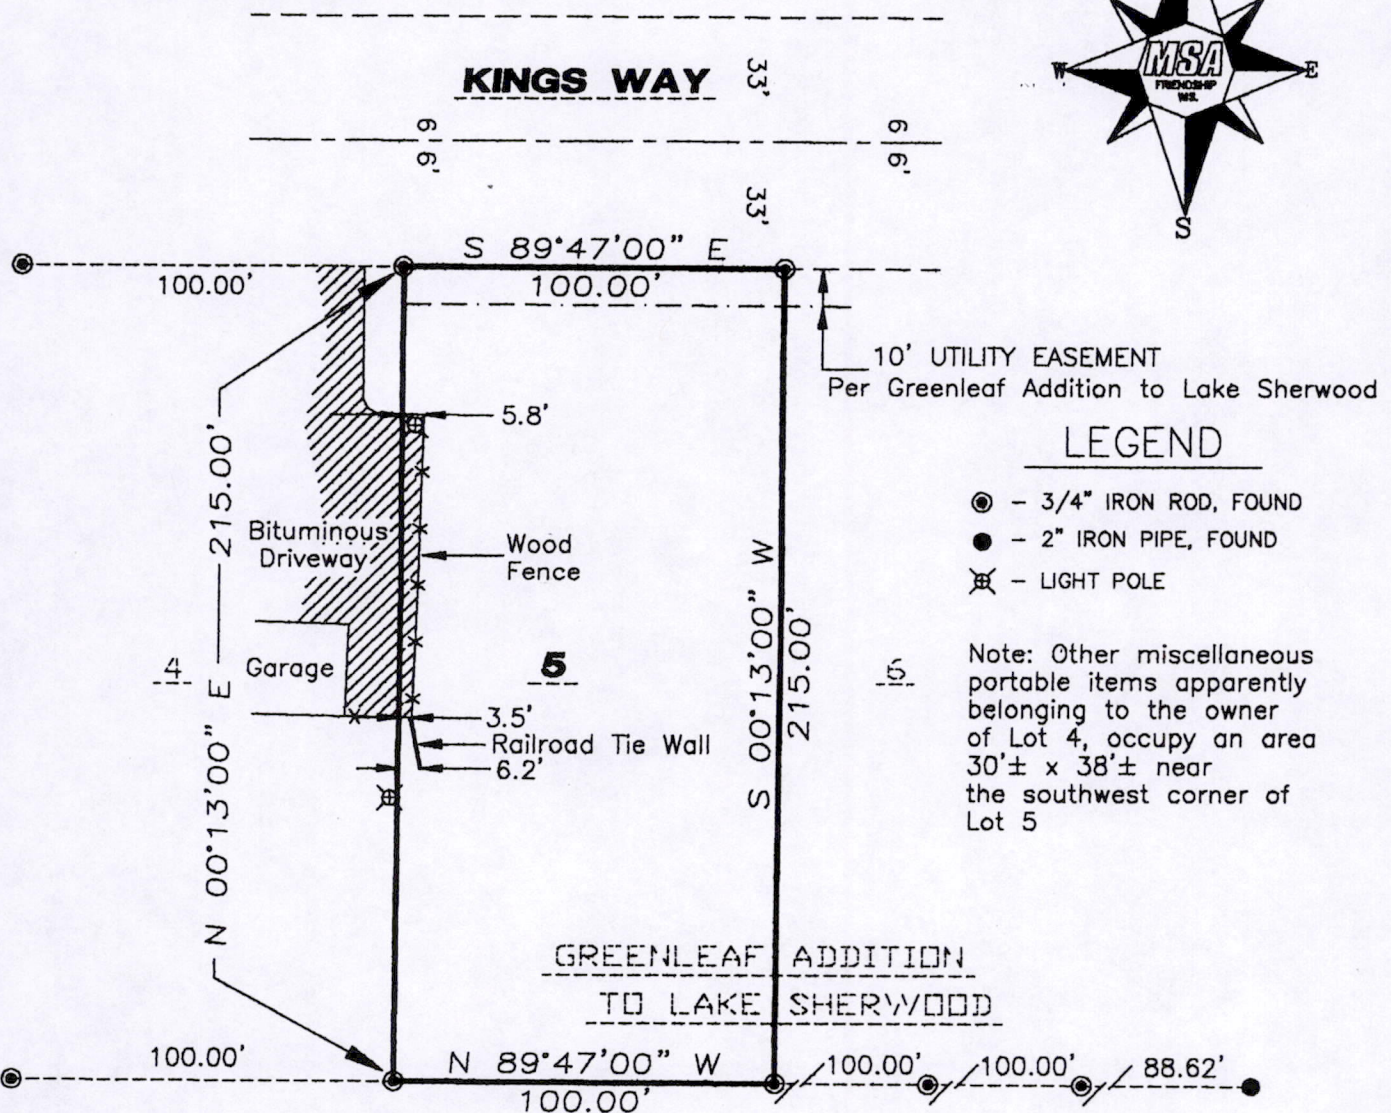 KINGS WAY
33'
66'
66'
33'
W
MSA
FRIENDSHIP
WIS.
E
S
S 89°47'00" E
100.00'
100.00'
10' UTILITY EASEMENT
Per Greenleaf Addition to Lake Sherwood
5.8'
LEGEND
- 3/4" IRON ROD, FOUND
- 2" IRON PIPE, FOUND
- LIGHT POLE
Bituminous
Driveway
Wood
Fence
N 00°13'00" E 215.00'
4
Garage
5
S 00°13'00" W
215.00'
6
Note: Other miscellaneous
portable items apparently
belonging to the owner
of Lot 4, occupy an area
30'± x 38'± near
the southwest corner of
Lot 5
3.5'
Railroad Tie Wall
6.2'
GREENLEAF ADDITION
TO LAKE SHERWOOD
100.00'
N 89°47'00" W
100.00'
100.00'
100.00'
88.62'